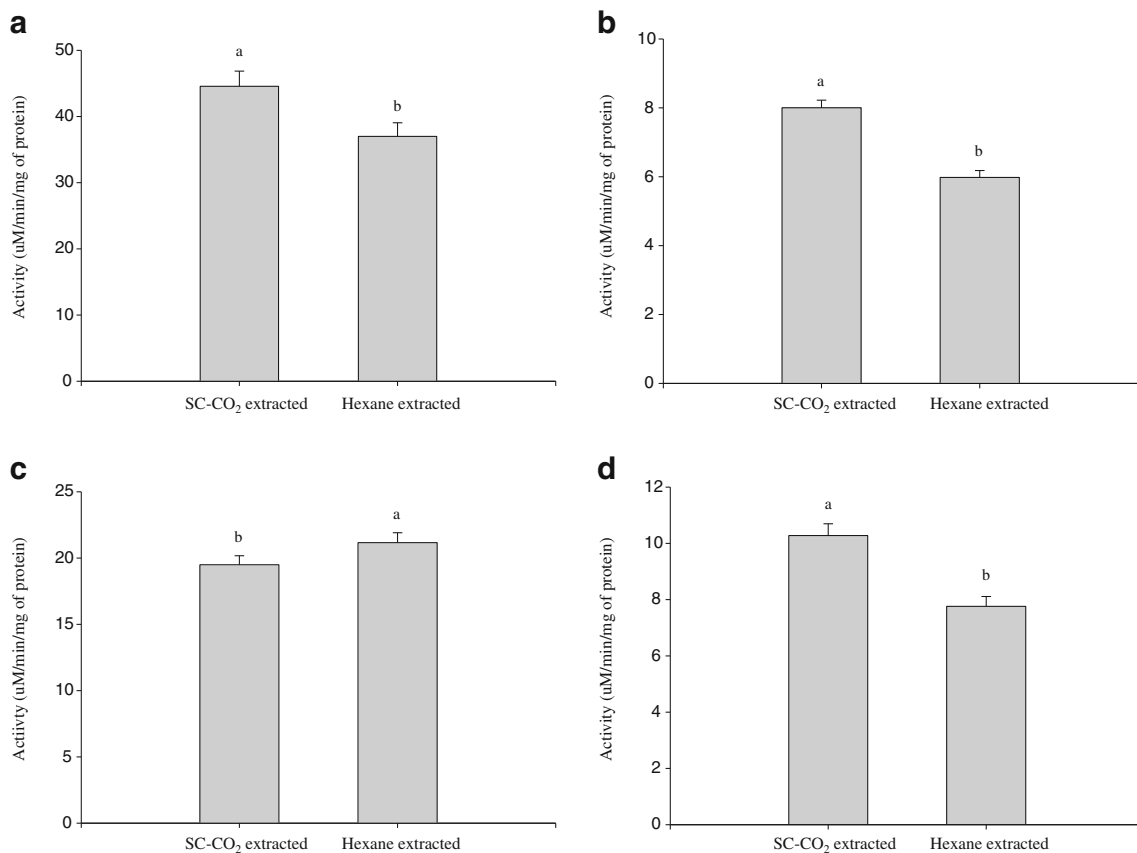 a
Activity (uM/min/mg of protein)
50
40
30
20
10
0
a
b
SC-CO₂ extracted
Hexane extracted
b
Activity (uM/min/mg of protein)
10
8
6
4
2
0
a
b
SC-CO₂ extracted
Hexane extracted
c
Actiivty (uM/min/mg of protein)
25
20
15
10
5
0
b
a
SC-CO₂ extracted
Hexane extracted
d
Activity (uM/min/mg of protein)
12
10
8
6
4
2
0
a
b
SC-CO₂ extracted
Hexane extracted